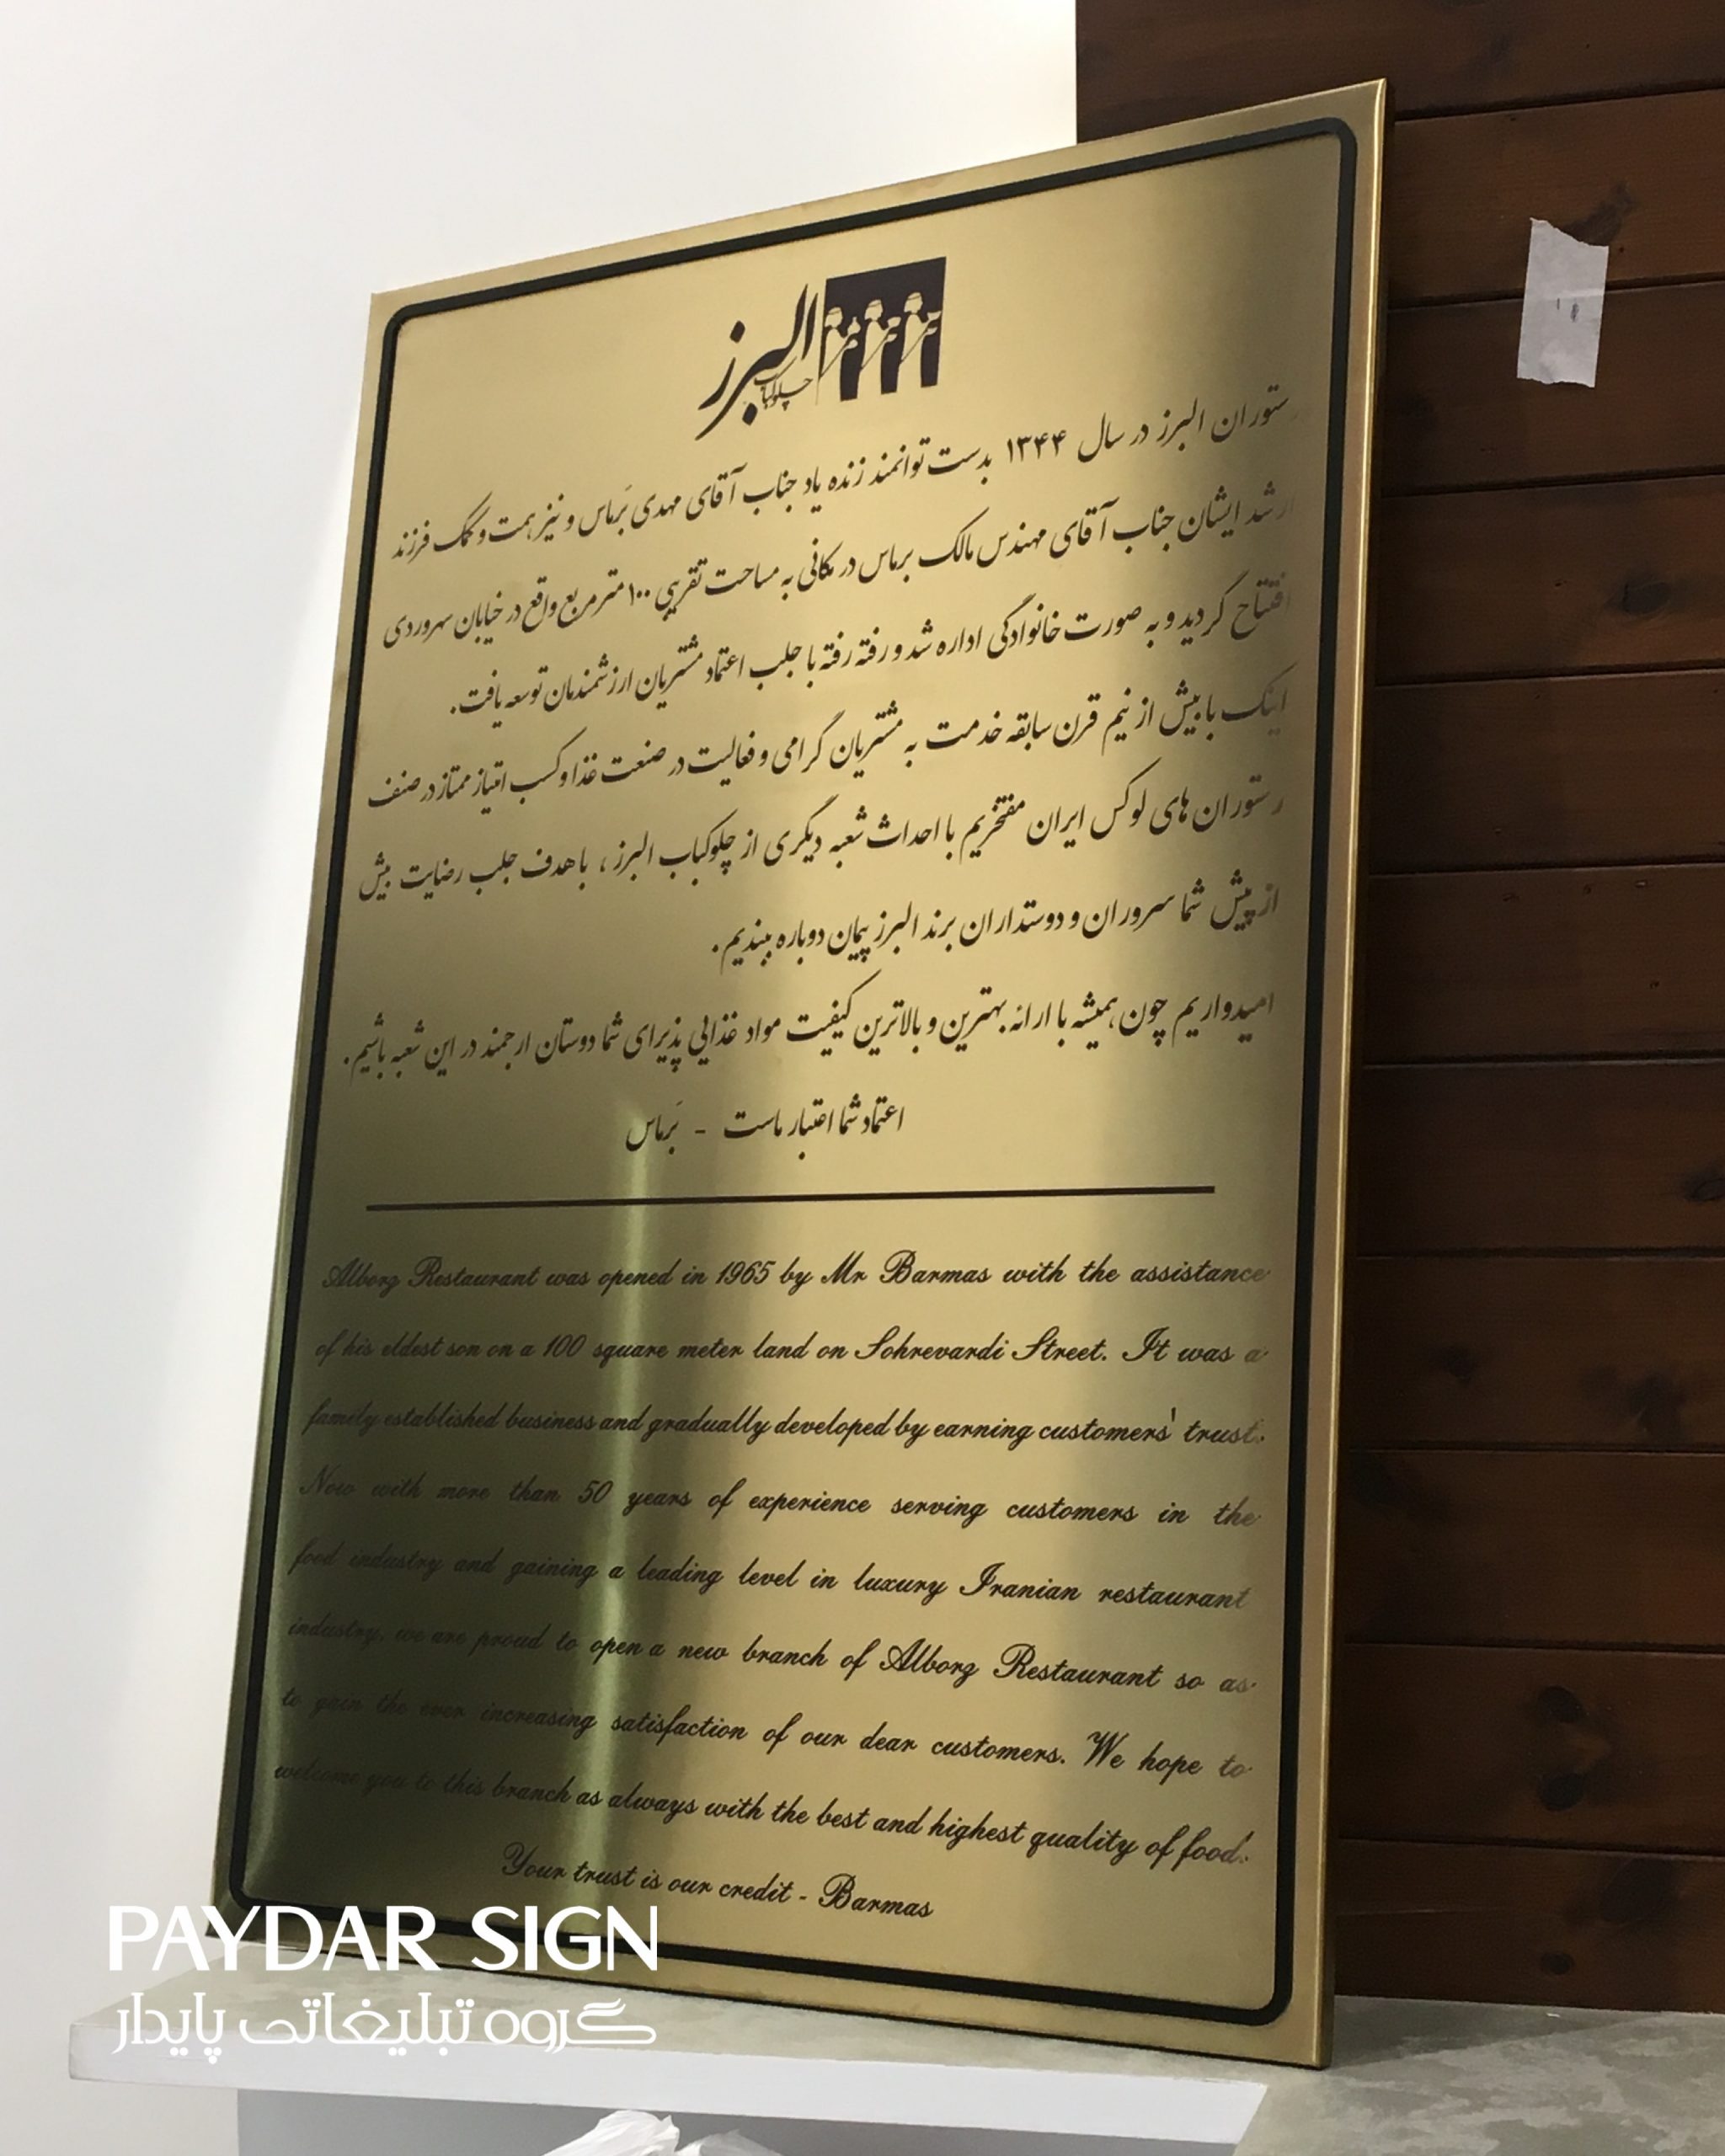 البرز
چلوکباب
رستوران البرز در سال ۱۳۴۴ بدست توانمند زنده یاد جناب آقای مهدی بَرماس و نیز همت و کمک فرزند
ارشد ایشان جناب آقای مهندس مالک برماس در مکانی به مساحت تقریبی ۱۰۰ متر مربع واقع در خیابان سهروردی
افتتاح گردید و به صورت خانوادگی اداره شد و رفته رفته با جلب اعتماد مشتریان ارزشمندمان توسعه یافت.
اینک با بیش از نیم قرن سابقه خدمت به مشتریان گرامی و فعالیت در صنعت غذا و کسب امتیاز ممتاز در صنف
رستوران های لوکس ایران مفتخریم با احداث شعبه دیگری از چلوکباب البرز، با هدف جلب رضایت بیش
از پیش شما سروران و دوستداران برند البرز پیمان دوباره ببندیم.
امیدواریم چون همیشه با ارائه بهترین و بالاترین کیفیت مواد غذایی پذیرای شما دوستان ارجمند در این شعبه باشیم.
اعتماد شما اعتبار ماست - بَرماس
Alborz Restaurant was opened in 1965 by Mr Barmas with the assistance
of his eldest son on a 100 square meter land on Sohrevardi Street. It was a
family established business and gradually developed by earning customers' trust.
Now with more than 50 years of experience serving customers in the
food industry and gaining a leading level in luxury Iranian restaurant
industry, we are proud to open a new branch of Alborz Restaurant so as
to gain the ever increasing satisfaction of our dear customers. We hope to
welcome you to this branch as always with the best and highest quality of food.
Your trust is our credit - Barmas
PAYDAR SIGN
گروه تبلیغاتی پایدار